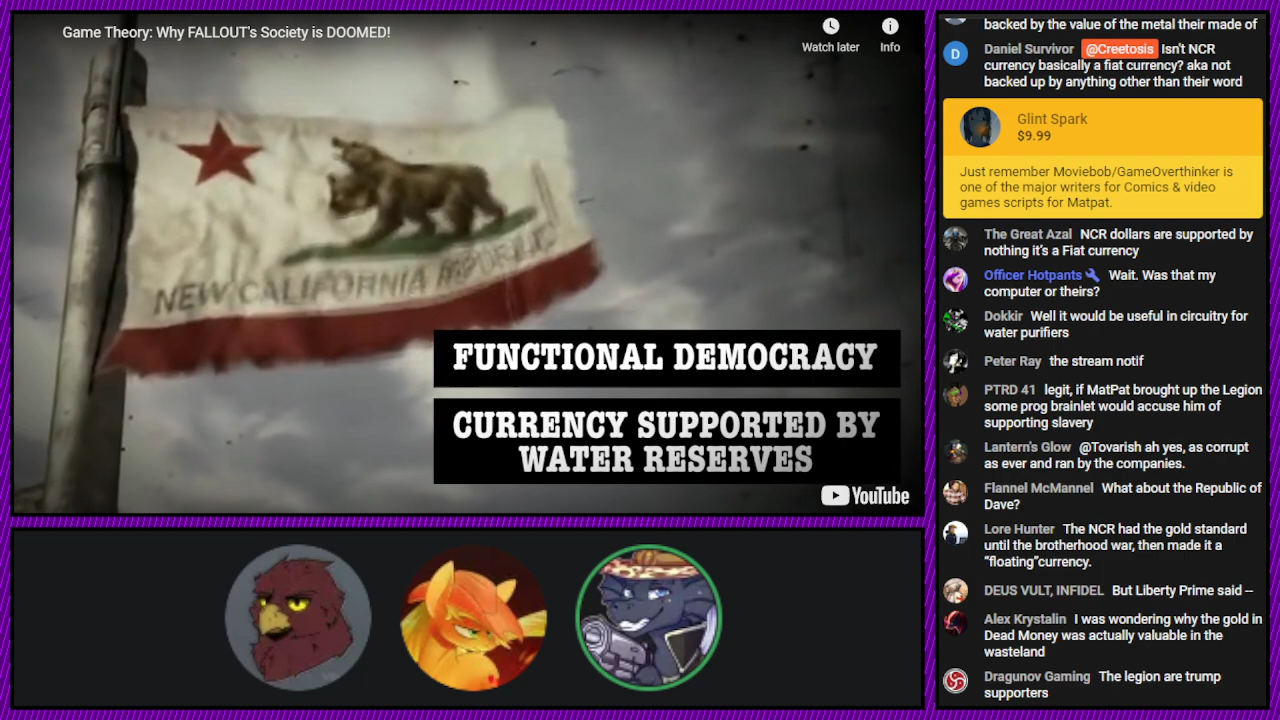 Game Theory: Why FALLOUT's Society is DOOMED!
Watch later
Info
NEW CALIFORNIA REPUBLIC
FUNCTIONAL DEMOCRACY
CURRENCY SUPPORTED BY
WATER RESERVES
YouTube
backed by the value of the metal their made of
D
Daniel Survivor @Creetosis Isn't NCR
currency basically a fiat currency? aka not
backed up by anything other than their word
Glint Spark
$9.99
Just remember Moviebob/GameOverthinker is
one of the major writers for Comics & video
games scripts for Matpat.
The Great Azal NCR dollars are supported by
nothing it's a Fiat currency
Officer Hotpants Wait. Was that my
computer or theirs?
Dokkir Well it would be useful in circuitry for
water purifiers
Peter Ray the stream notif
PTRD 41 legit, if MatPat brought up the Legion
some prog brainlet would accuse him of
supporting slavery
Lantern's Glow @Tovarish ah yes, as corrupt
as ever and ran by the companies.
Flannel McMannel What about the Republic of
Dave?
Lore Hunter The NCR had the gold standard
until the brotherhood war, then made it a
“floating”currency.
DEUS VULT, INFIDEL But Liberty Prime said --
Alex Krystalin I was wondering why the gold in
Dead Money was actually valuable in the
wasteland
Dragunov Gaming The legion are trump
supporters